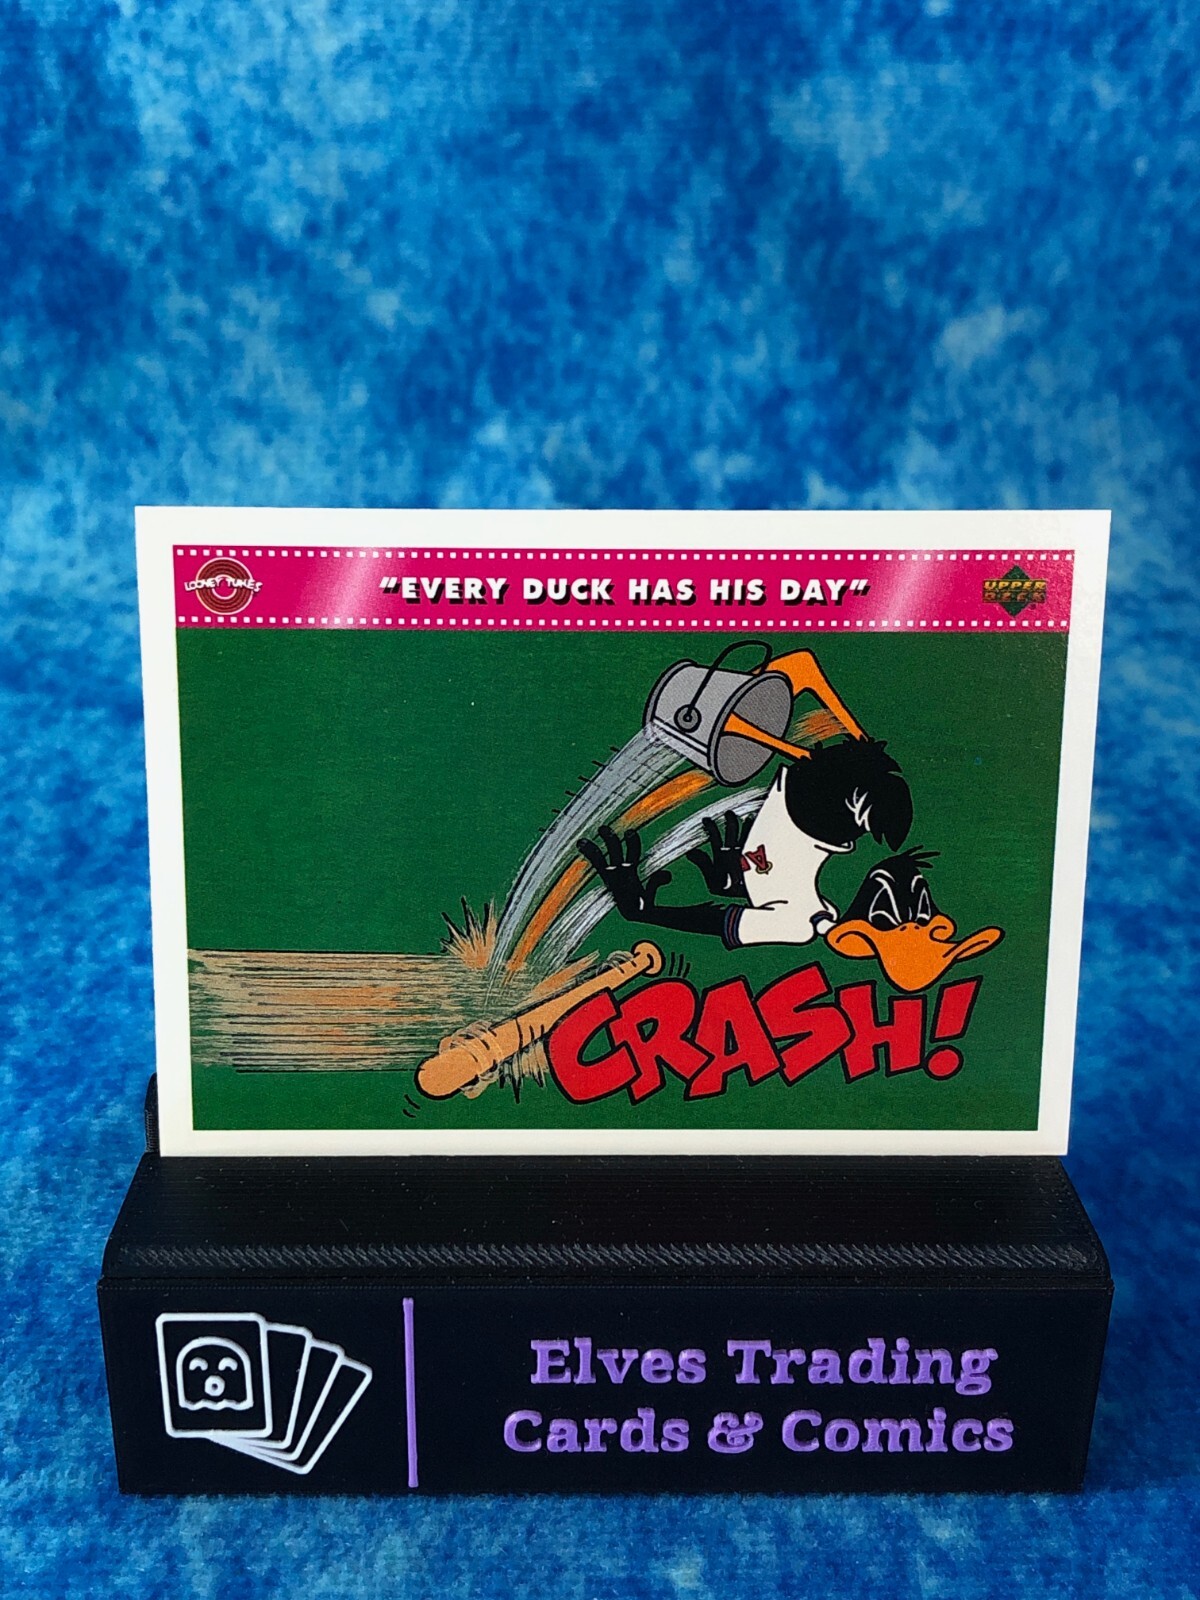 LOONEY TUNES
"EVERY DUCK HAS HIS DAY"
UPPER
DECK
A
CRASH!
Elves Trading
Cards & Comics